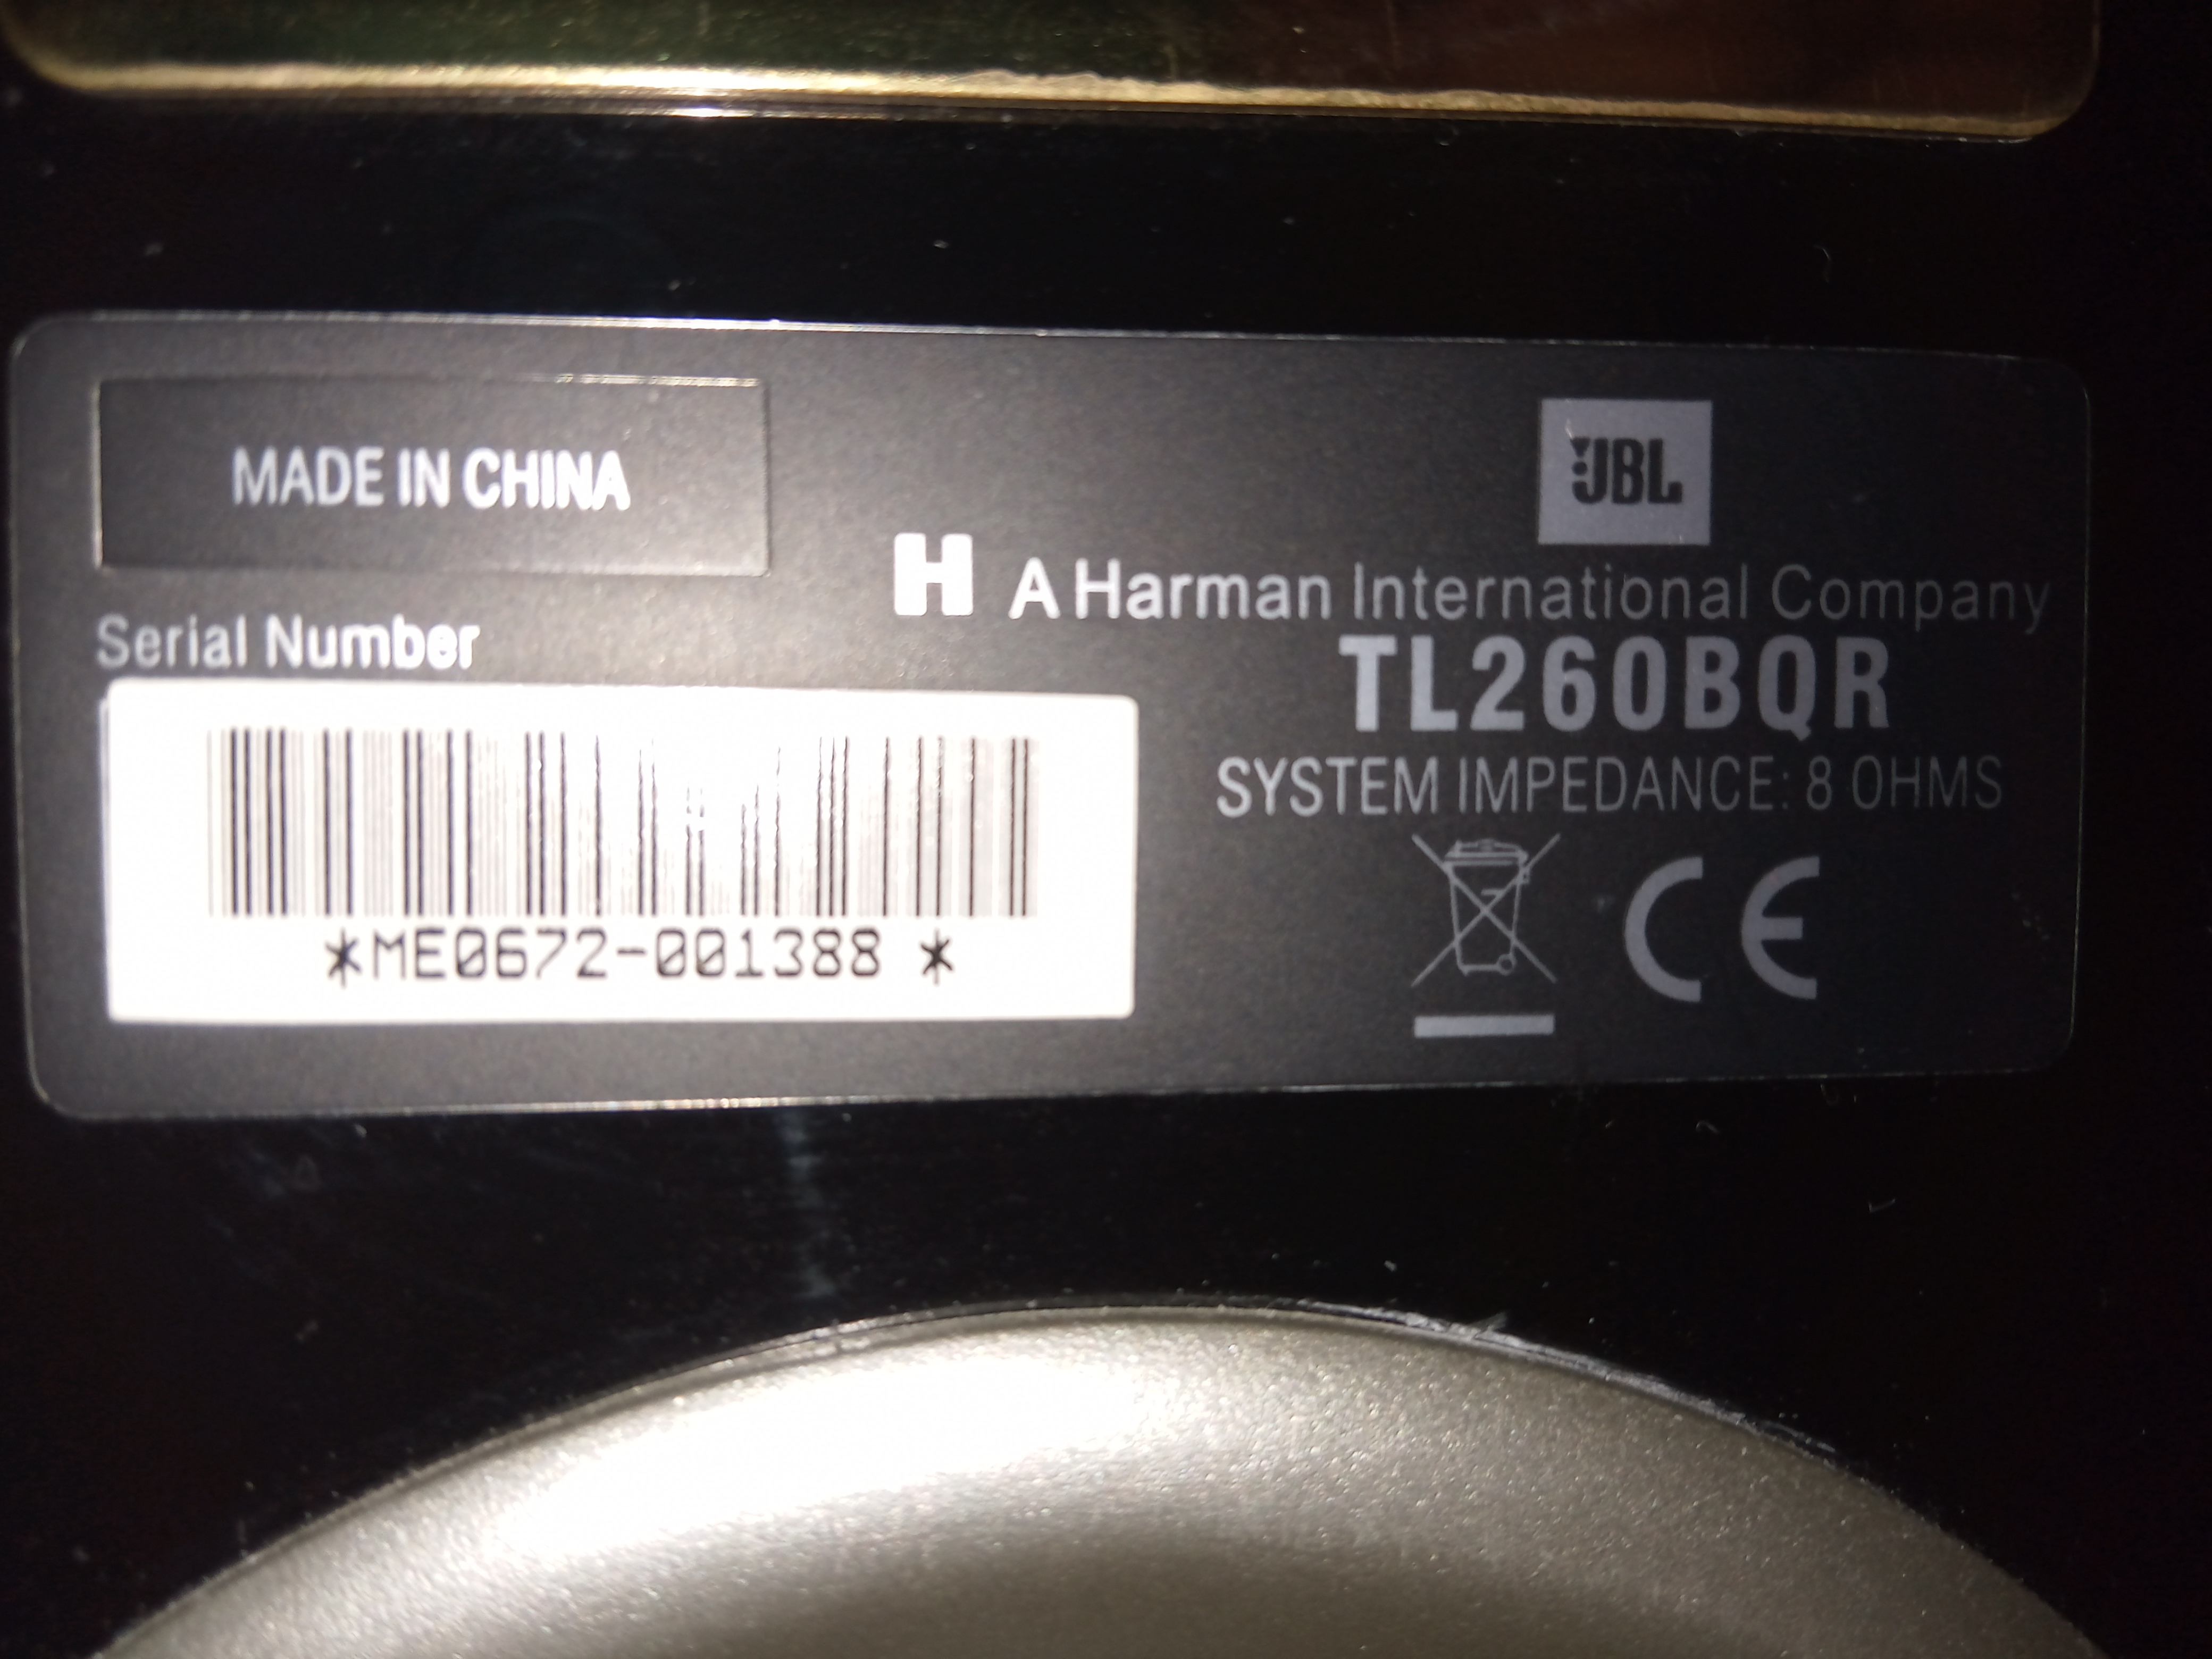 MADE IN CHINA
JBL
H A Harman International Company
Serial Number
TL260BQR
SYSTEM IMPEDANCE: 8 OHMS
*ME0672-001388 *
CE